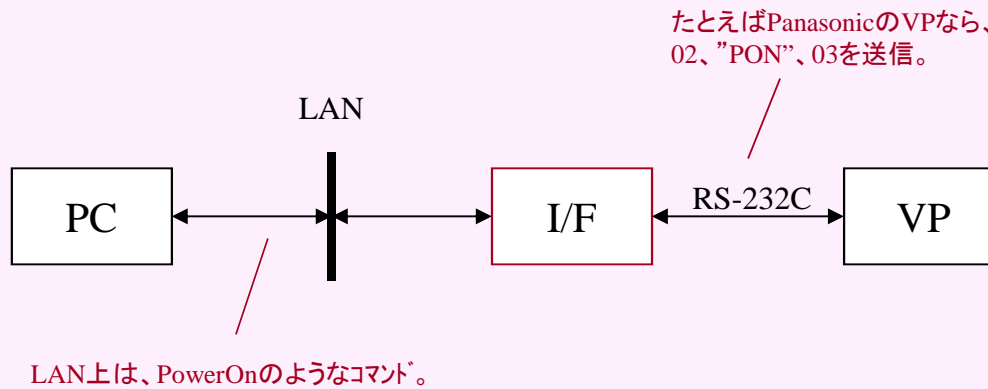 たとえばPanasonicのVPなら、
02、”PON”、03を送信。
LAN
PC
I/F
RS-232C
VP
LAN上は、PowerOnのようなｺﾏﾝﾄﾞ。